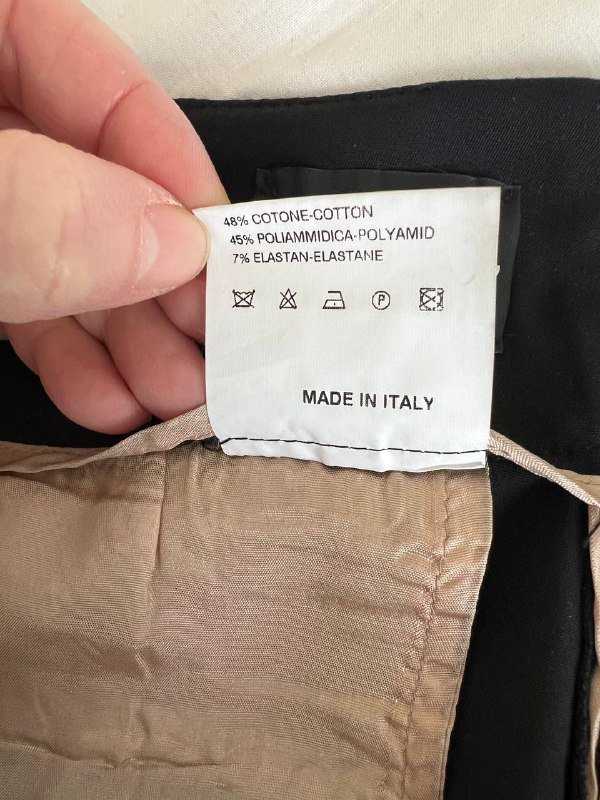 48% COTONE-COTTON
45% POLIAMMIDICA-POLYAMID
7% ELASTAN-ELASTANE
P
MADE IN ITALY